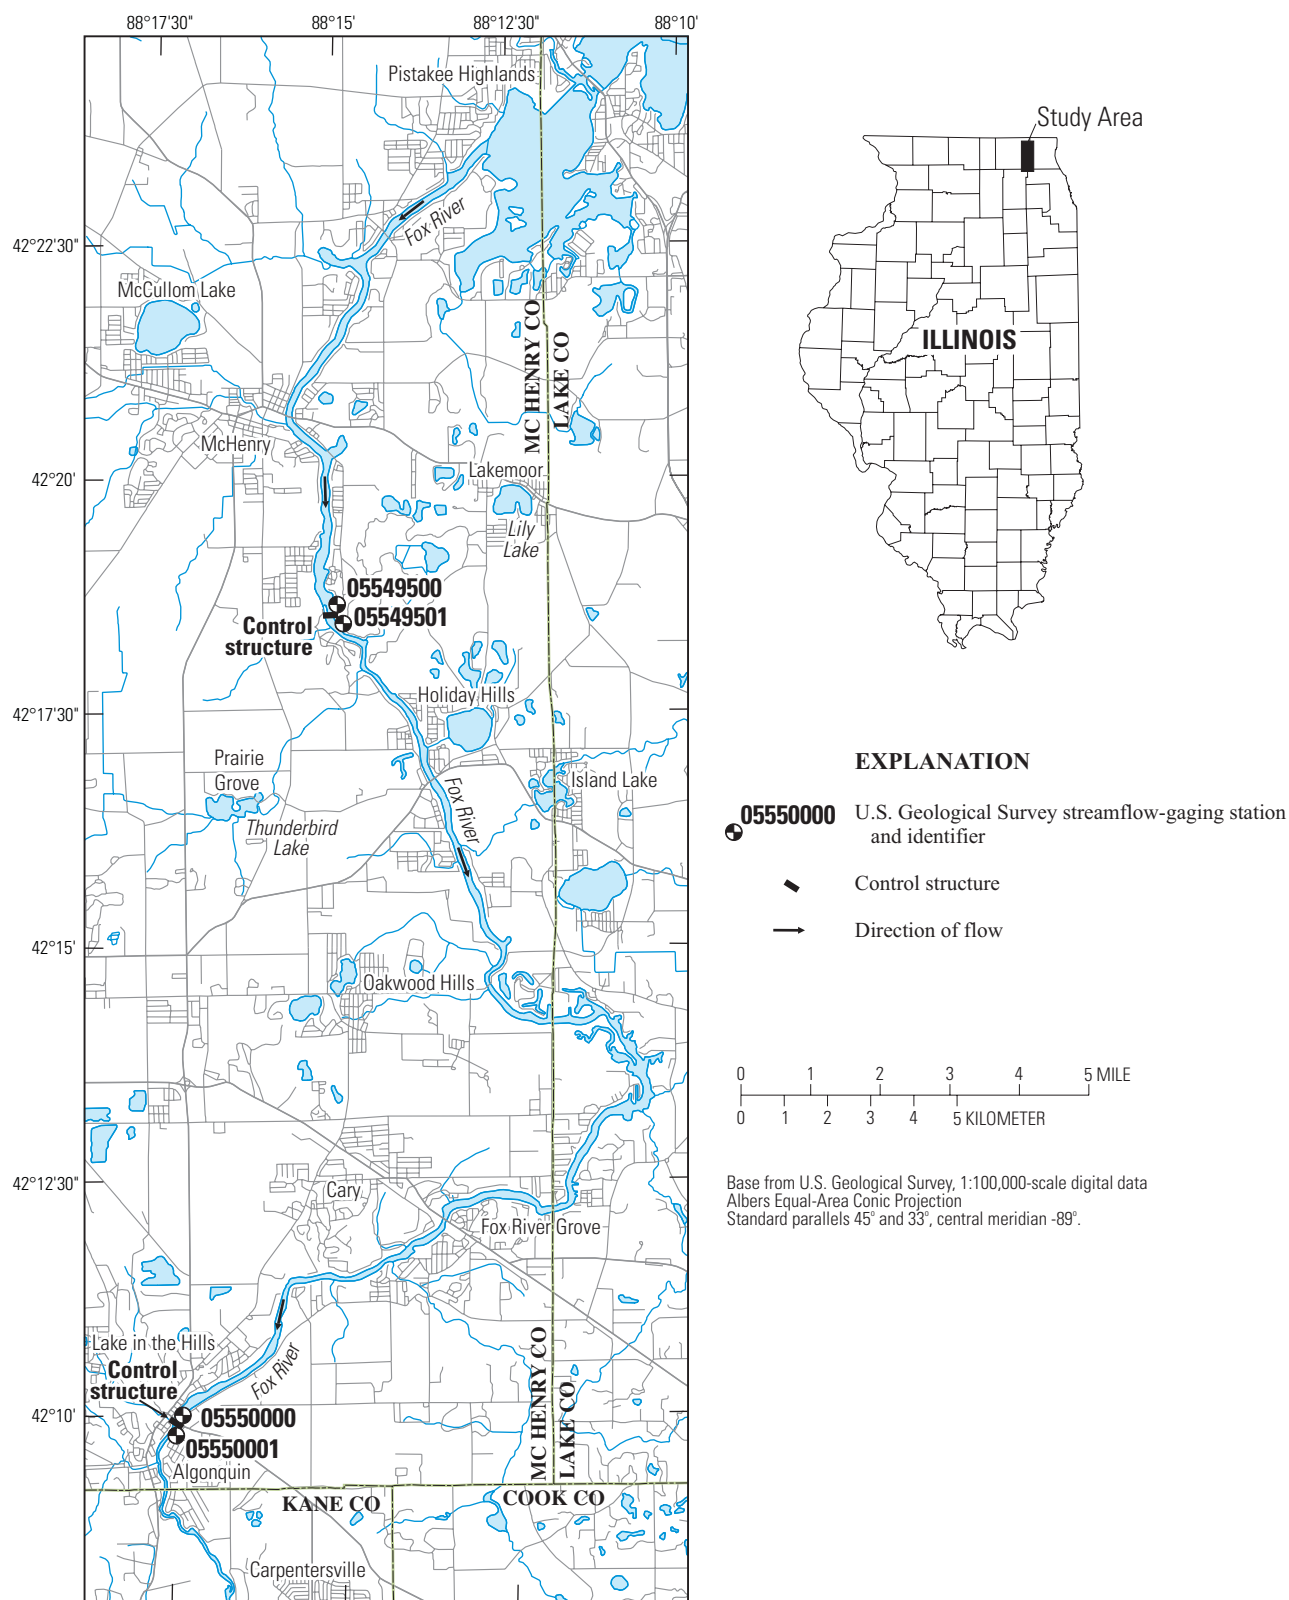 88°17'30"
88°15'
88°12'30"
88°10'
Pistakee Highlands
Fox River
42°22'30"
McCullom Lake
MC HENRY CO
LAKE CO
McHenry
42°20'
Lakemoor
Lily
Lake
05549500
05549501
Control
structure
Holiday Hills
42°17'30"
Prairie
Grove
Island Lake
Fox River
Thunderbird
Lake
42°15'
Oakwood Hills
42°12'30"
Cary
Fox River Grove
Lake in the Hills
Control
structure
Fox River
MC HENRY CO
LAKE CO
42°10'
05550000
05550001
Algonquin
KANE CO
COOK CO
Carpentersville
Study Area
ILLINOIS
EXPLANATION
05550000 U.S. Geological Survey streamflow-gaging station
and identifier
Control structure
Direction of flow
0 1 2 3 4 5 MILE
0 1 2 3 4 5 KILOMETER
Base from U.S. Geological Survey, 1:100,000-scale digital data
Albers Equal-Area Conic Projection
Standard parallels 45° and 33°, central meridian -89°.